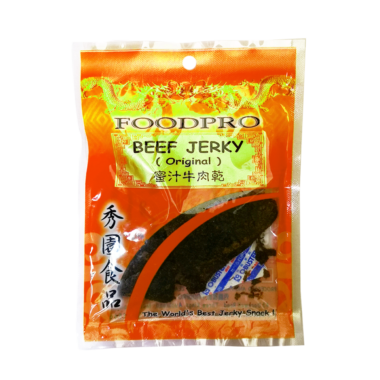 FOODPRO
BEEF JERKY
( Original )
蜜汁牛肉乾
秀園食品
The World's Best Jerky Snack !